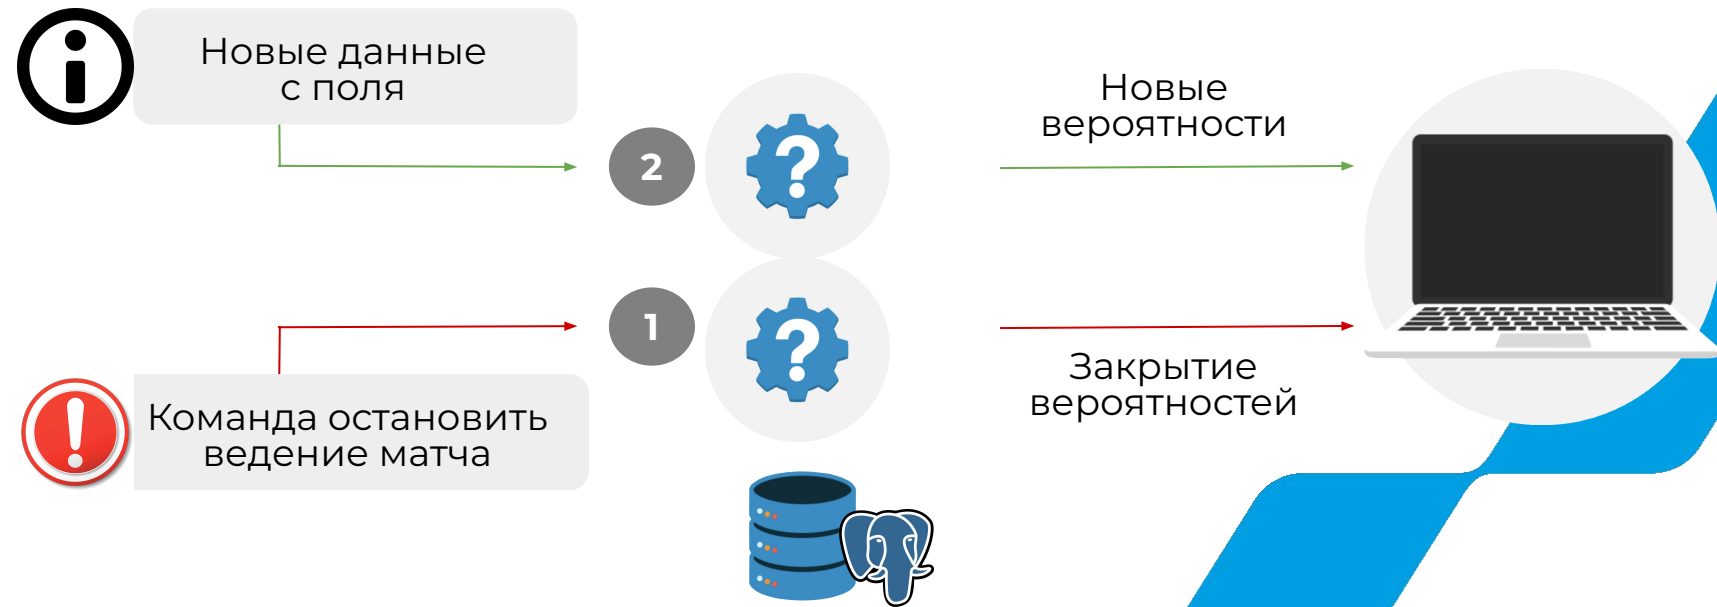 Новые данные
с поля
2
?
Новые
вероятности
1
?
Команда остановить
ведение матча
Закрытие
вероятностей